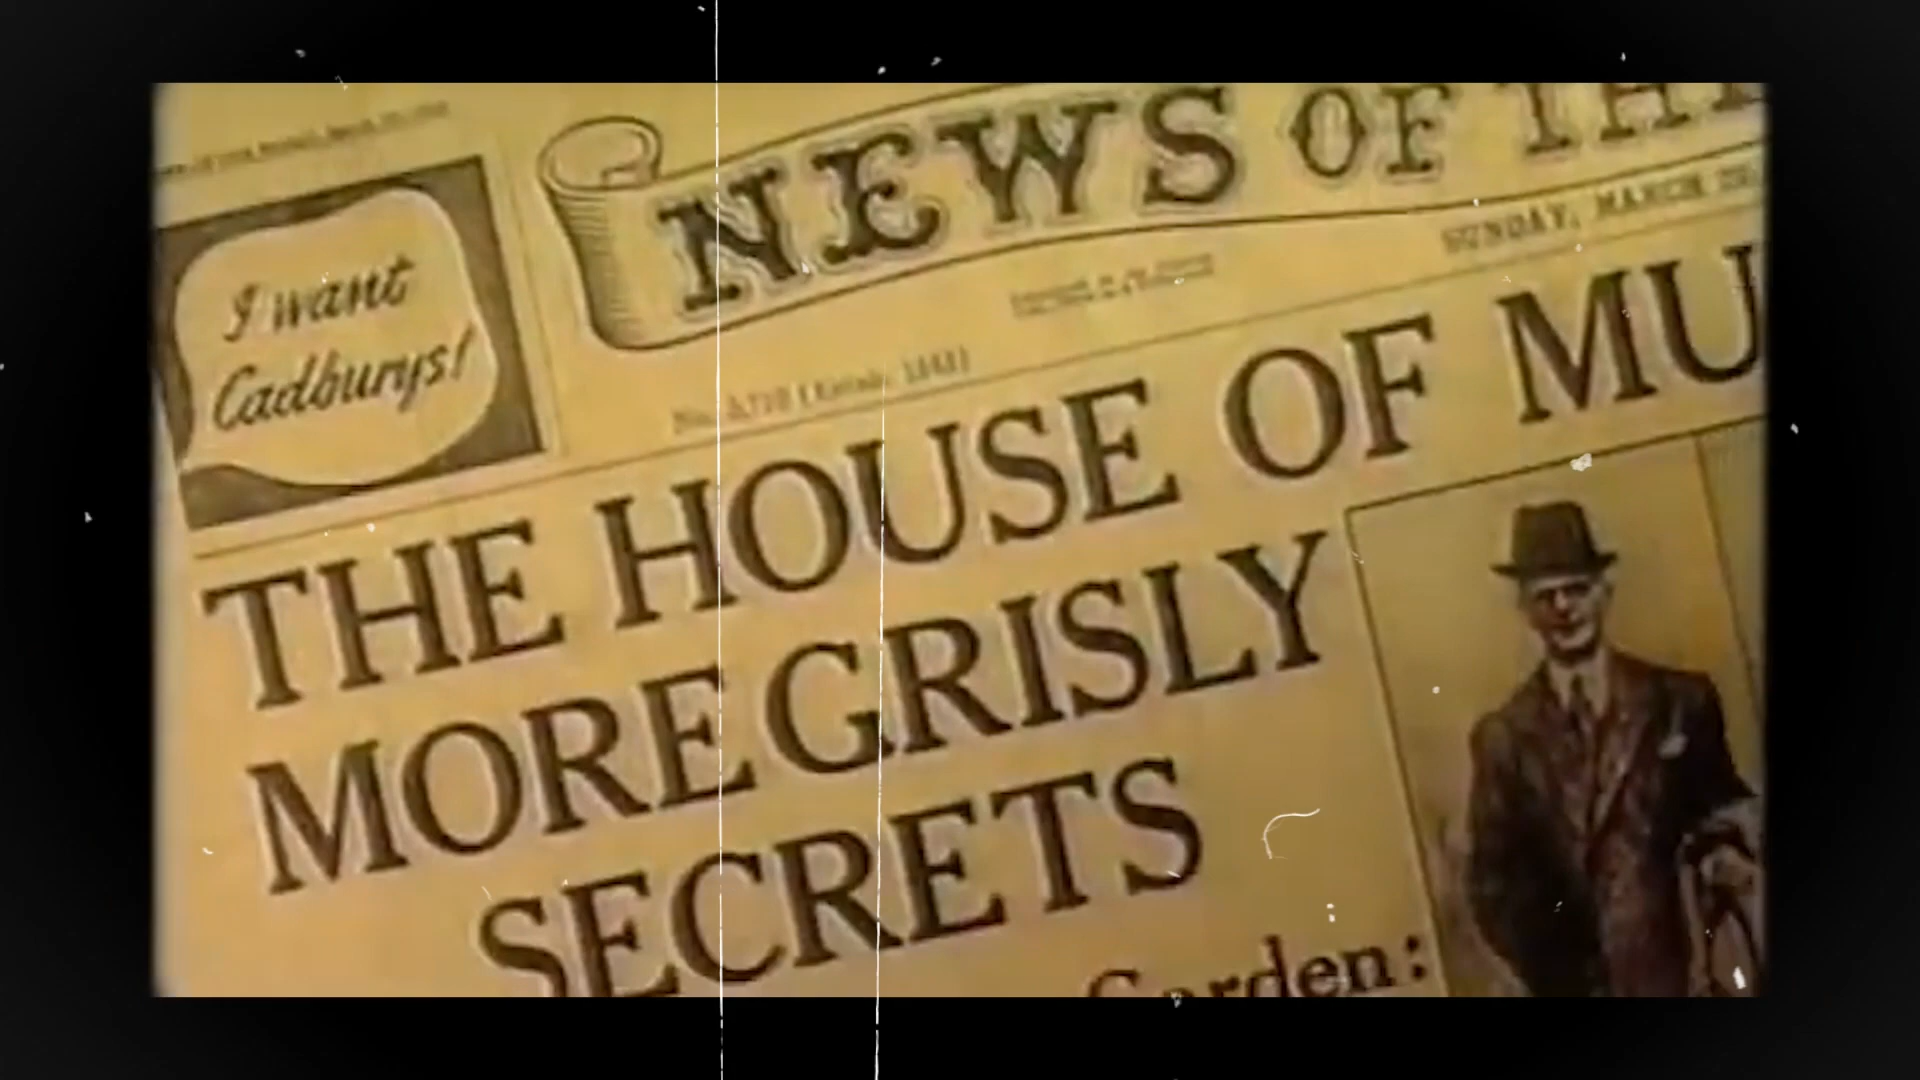 NEWS OF TH
I want
Cadburys!
SUNDAY, MARCH
THE HOUSE OF MU
MORE GRISLY
SECRETS
Garden: